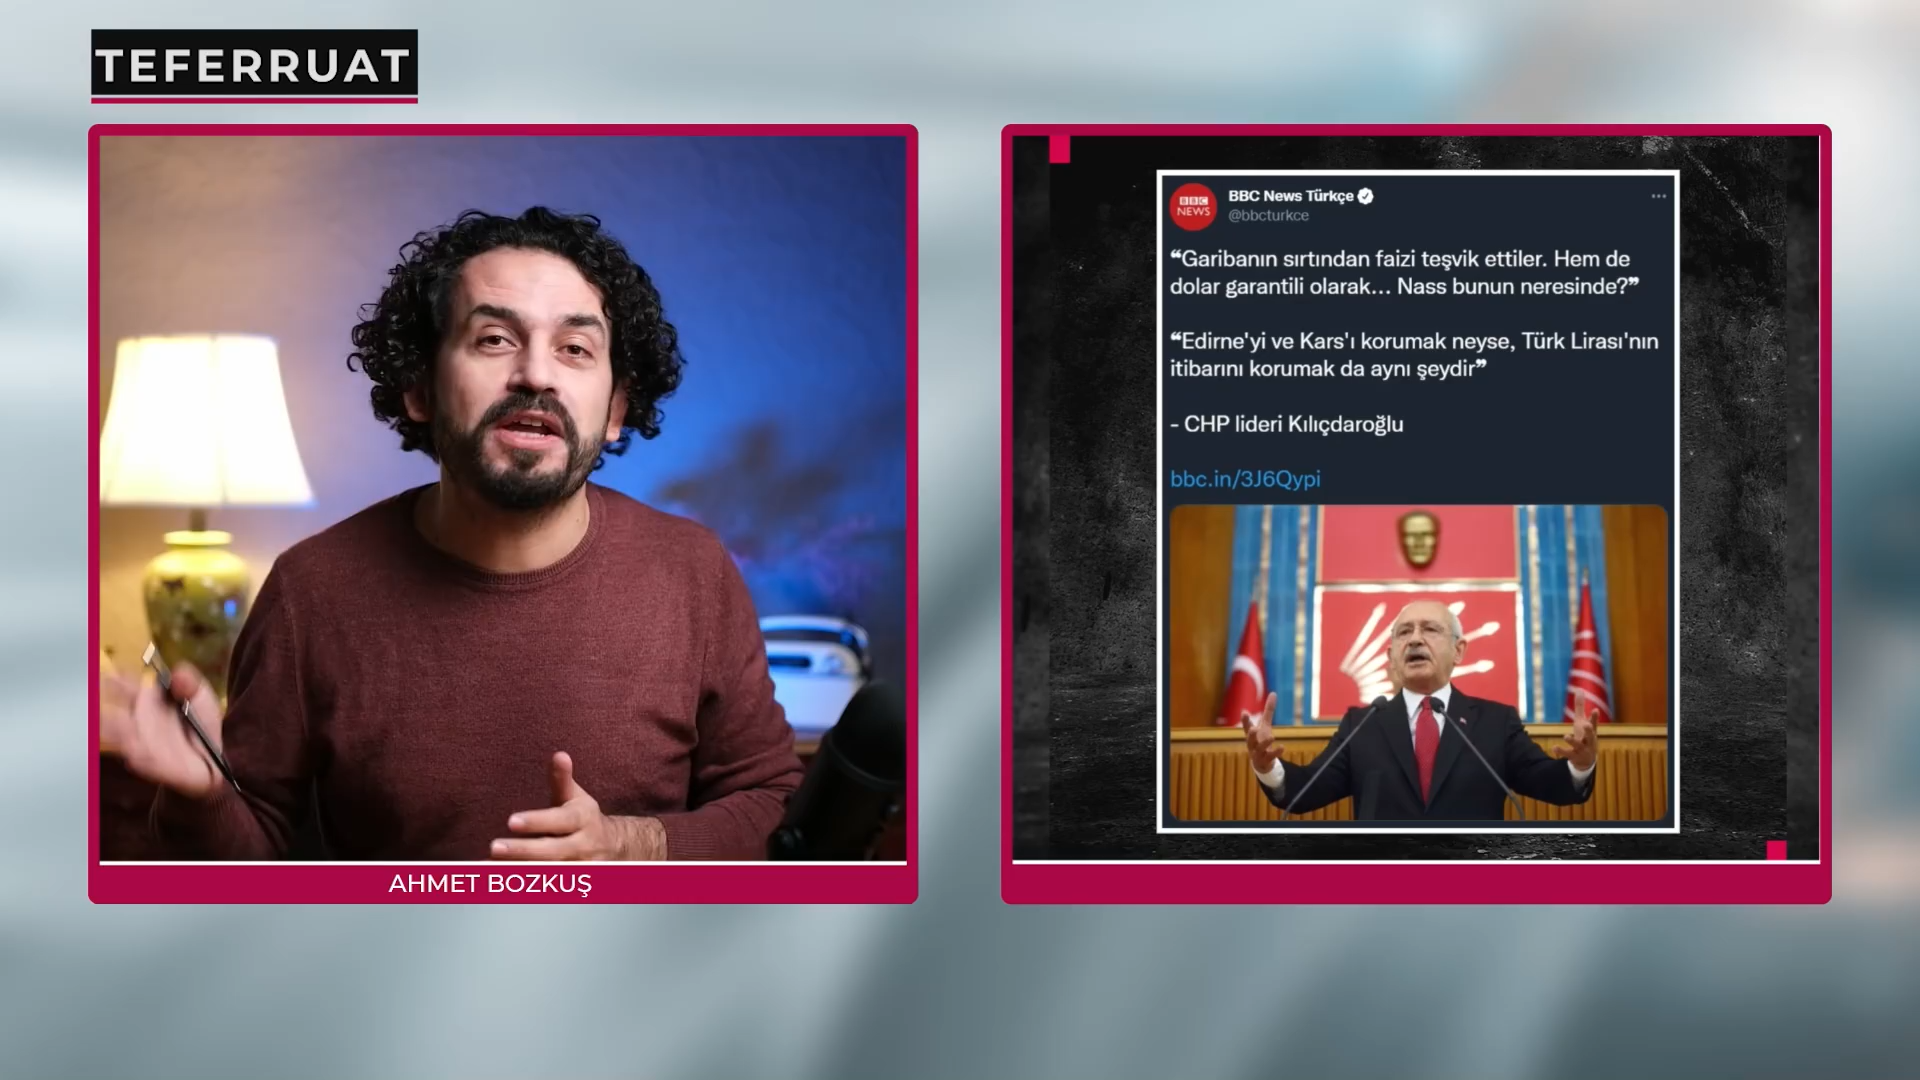 TEFERRUAT
AHMET BOZKUŞ
BBC
NEWS
BBC News Türkçe
@bbcturkce
“Garibanın sırtından faizi teşvik ettiler. Hem de
dolar garantili olarak... Nass bunun neresinde?”
“Edirne'yi ve Kars'ı korumak neyse, Türk Lirası'nın
itibarını korumak da aynı şeydir”
- CHP lideri Kılıçdaroğlu
bbc.in/3J6Qypi